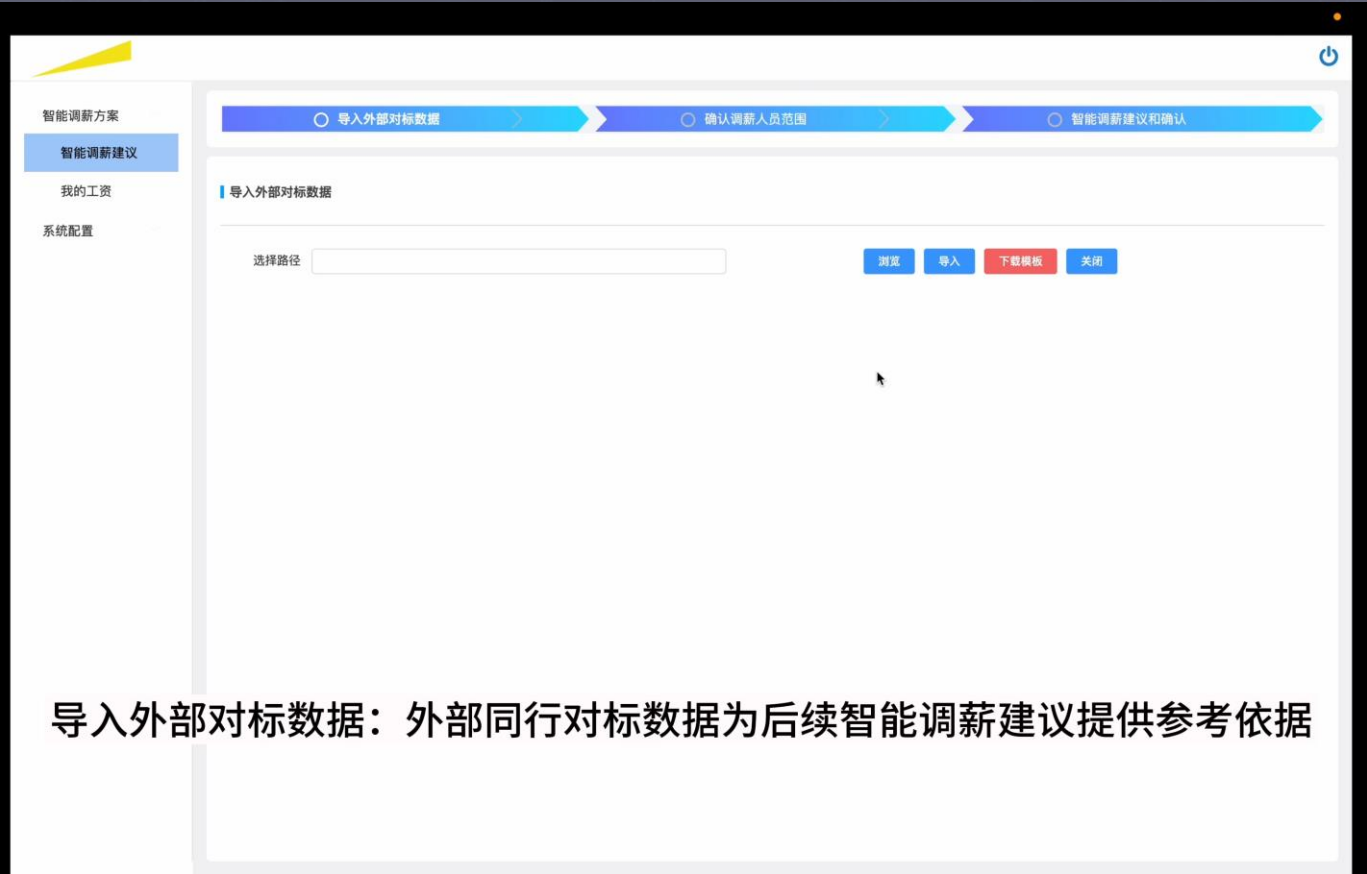 智能调薪方案
智能调薪建议
我的工资
系统配置
导入外部对标数据
确认调薪人员范围
智能调薪建议和确认
导入外部对标数据
选择路径
浏览
导入
下载模板
关闭
导入外部对标数据：外部同行对标数据为后续智能调薪建议提供参考依据